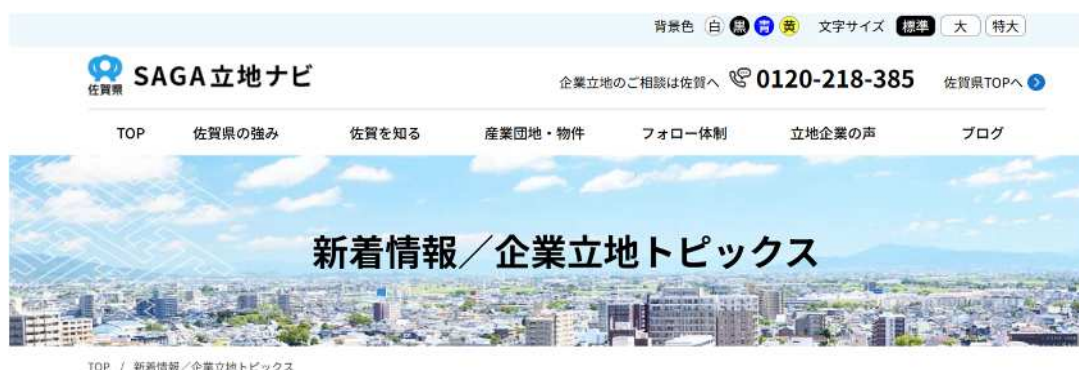 背景色 白 黒 青 黄 文字サイズ 標準 大 特大
佐賀県 SAGA立地ナビ 企業立地のご相談は佐賀へ 0120-218-385 佐賀県TOPへ
TOP 佐賀県の強み 佐賀を知る 産業団地・物件 フォロー体制 立地企業の声 ブログ
新着情報／企業立地トピックス
TOP / 新着情報／企業立地トピックス